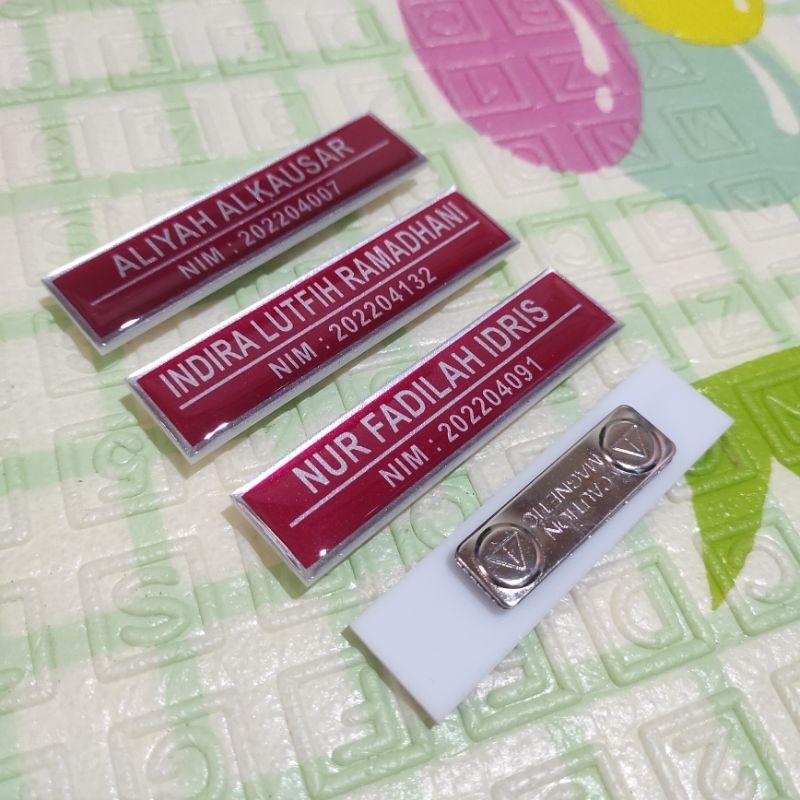 ALIYAH ALKAUSAR
NIM : 202204007
INDIRA LUTFIH RAMADHANI
NIM : 202204132
NUR FADILAH IDRIS
NIM : 202204091
CAUTION
MAGNETIC